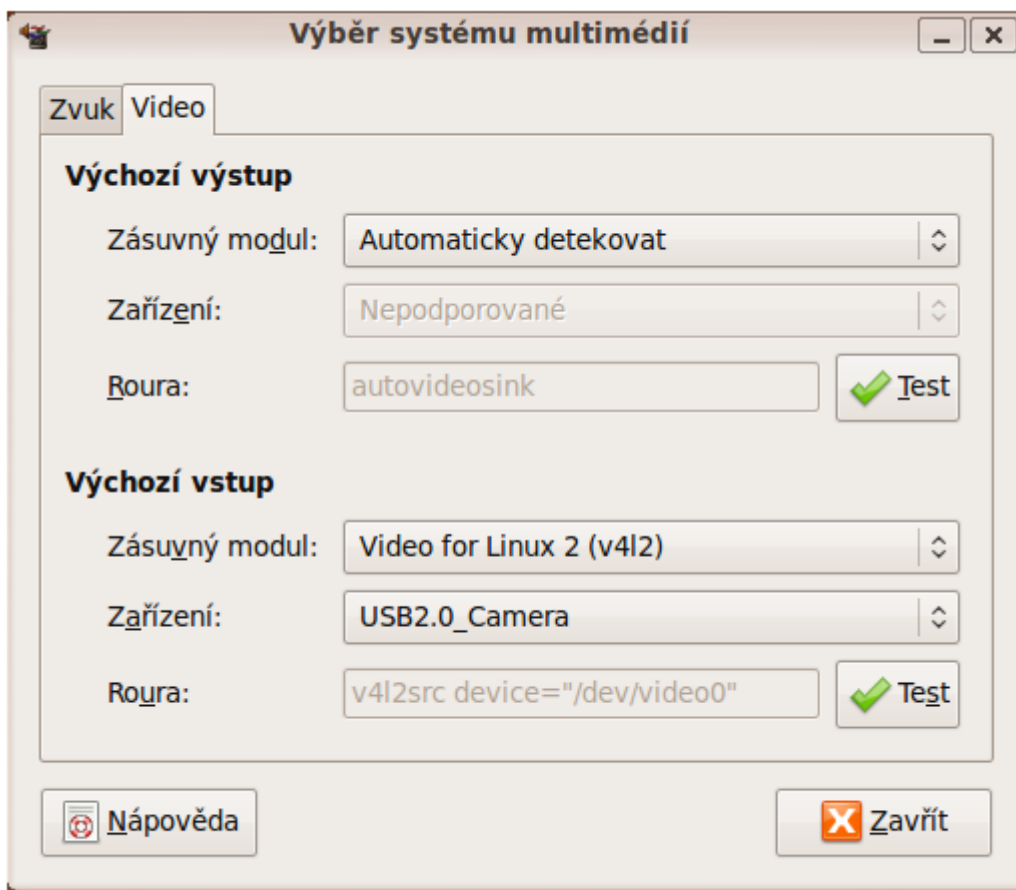 Výběr systému multimédií
Zvuk Video
Výchozí výstup
Zásuvný modul: Automaticky detekovat
Zařízení: Nepodporované
Roura: autovideosink Test
Výchozí vstup
Zásuvný modul: Video for Linux 2 (v4l2)
Zařízení: USB2.0_Camera
Roura: v4l2src device="/dev/video0" Test
Nápověda Zavřít